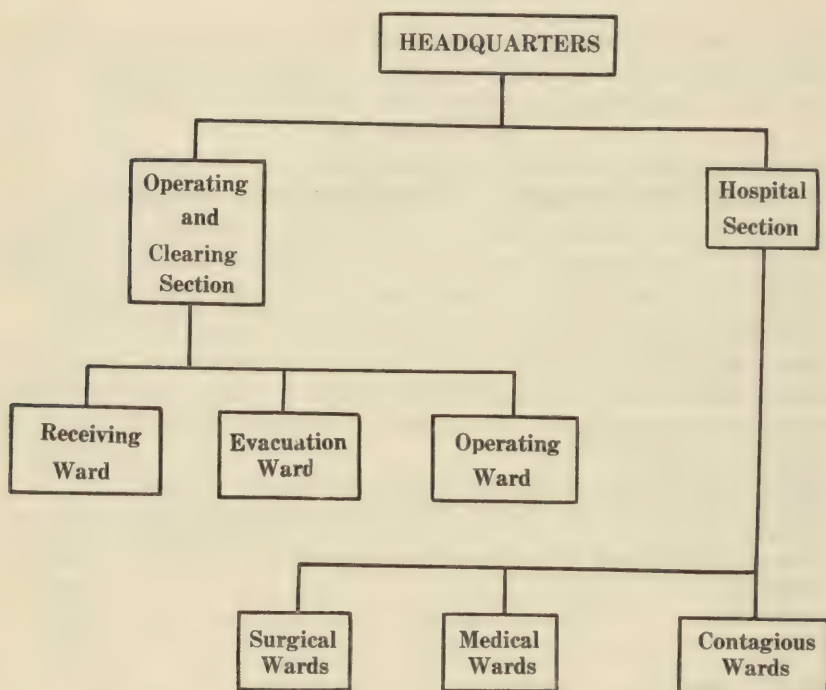 HEADQUARTERS
Operating
and
Clearing
Section
Hospital
Section
Receiving
Ward
Evacuation
Ward
Operating
Ward
Surgical
Wards
Medical
Wards
Contagious
Wards